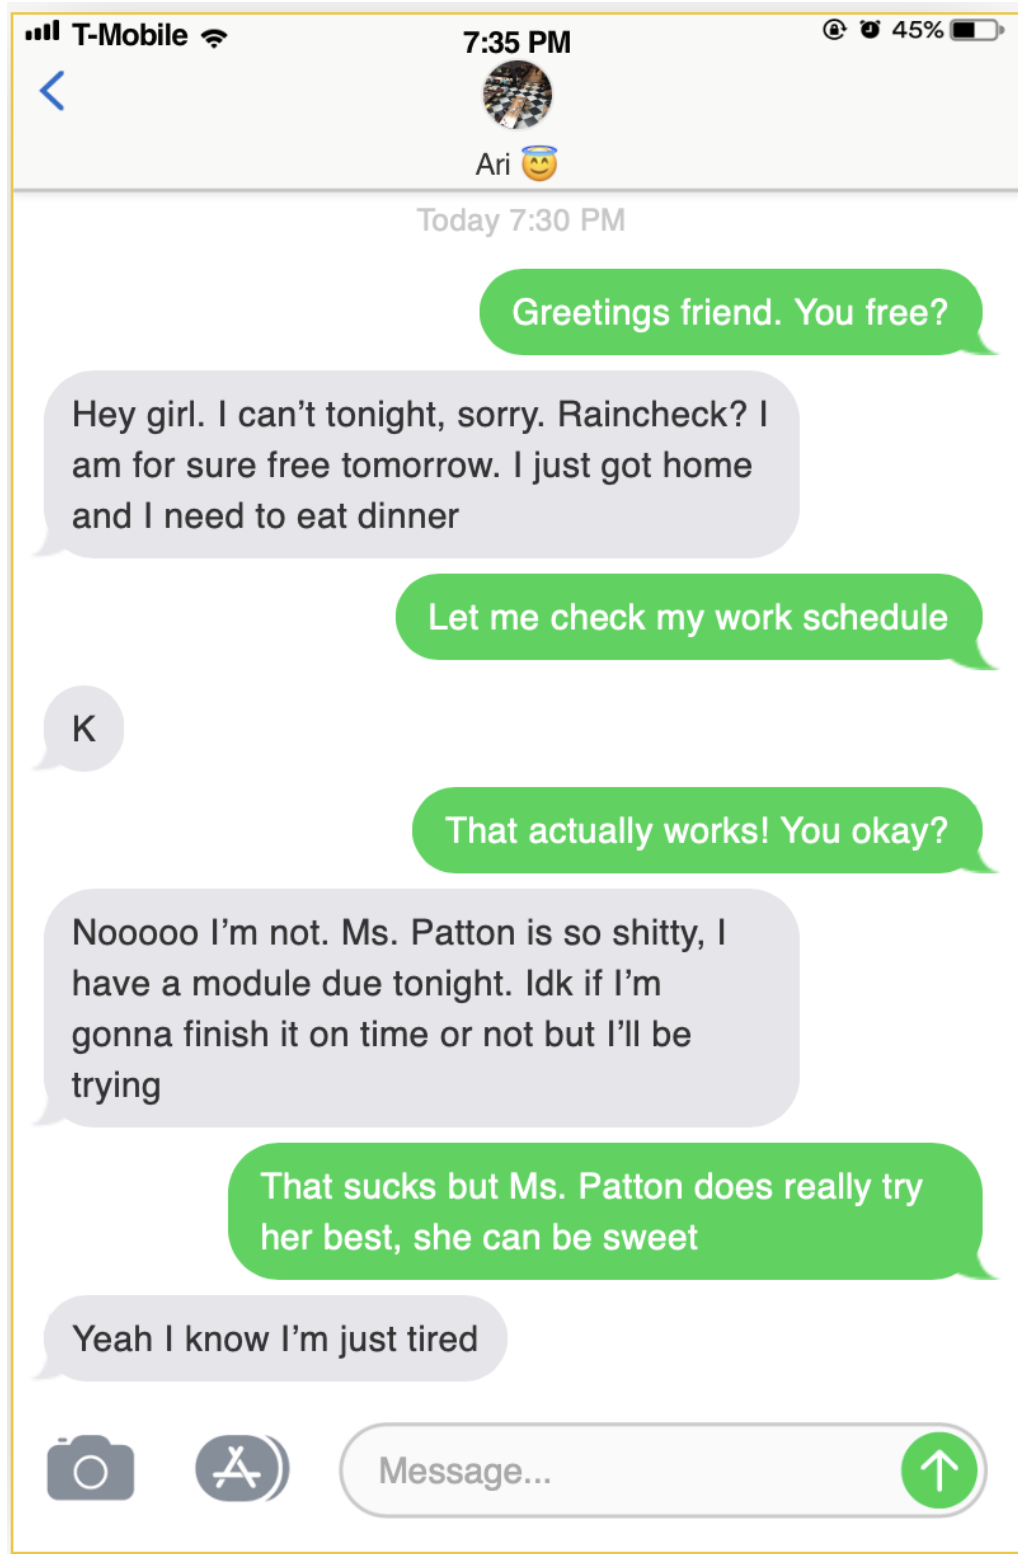 T-Mobile
7:35 PM
45%
Ari 😇
Today 7:30 PM
Greetings friend. You free?
Hey girl. I can’t tonight, sorry. Raincheck? I
am for sure free tomorrow. I just got home
and I need to eat dinner
Let me check my work schedule
K
That actually works! You okay?
Nooooo I’m not. Ms. Patton is so shitty, I
have a module due tonight. Idk if I’m
gonna finish it on time or not but I’ll be
trying
That sucks but Ms. Patton does really try
her best, she can be sweet
Yeah I know I’m just tired
Message...